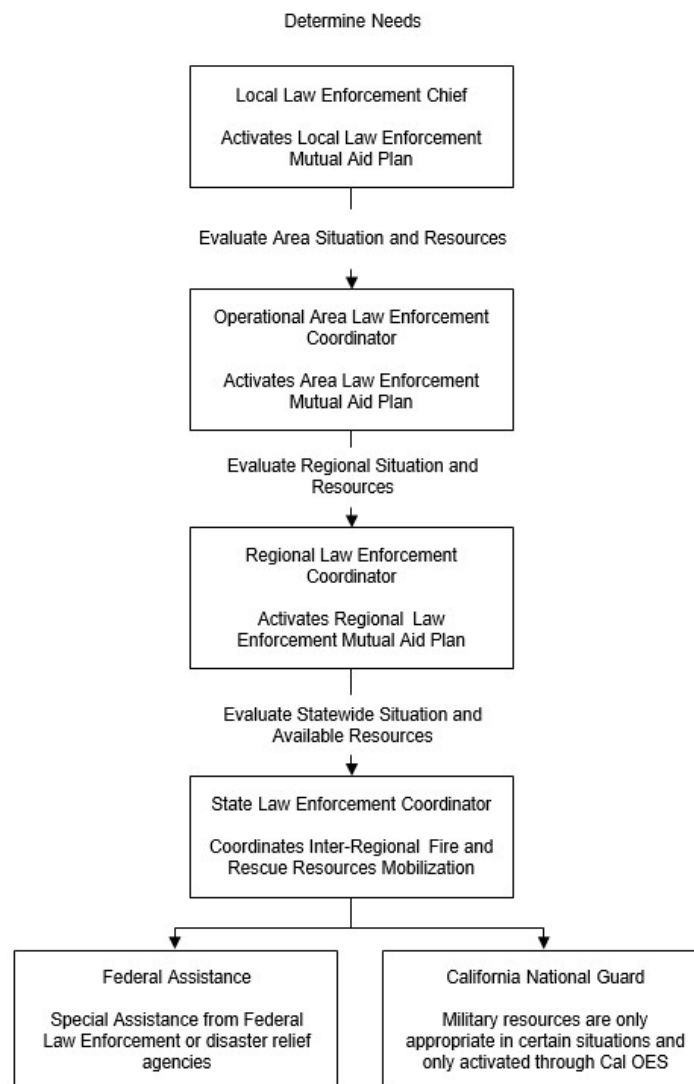 Determine Needs
Local Law Enforcement Chief
Activates Local Law Enforcement
Mutual Aid Plan
Evaluate Area Situation and Resources
Operational Area Law Enforcement
Coordinator
Activates Area Law Enforcement
Mutual Aid Plan
Evaluate Regional Situation and
Resources
Regional Law Enforcement
Coordinator
Activates Regional Law
Enforcement Mutual Aid Plan
Evaluate Statewide Situation and
Available Resources
State Law Enforcement Coordinator
Coordinates Inter-Regional Fire and
Rescue Resources Mobilization
Federal Assistance
Special Assistance from Federal
Law Enforcement or disaster relief
agencies
California National Guard
Military resources are only
appropriate in certain situations and
only activated through Cal OES